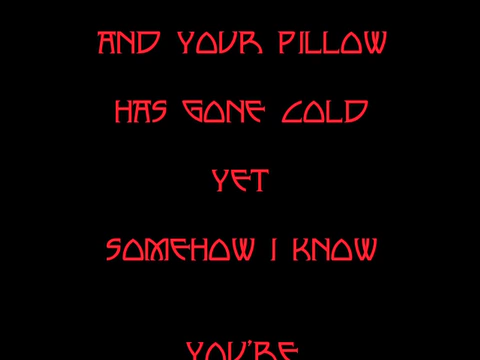 AND YOUR PILLOW
HAS GONE COLD
YET
SOMEHOW I KNOW
YOU'RE